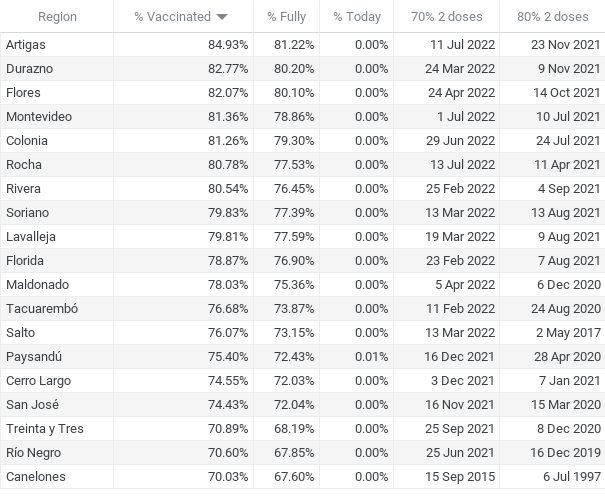 Region % Vaccinated % Fully % Today 70% 2 doses 80% 2 doses
Artigas 84.93% 81.22% 0.00% 11 Jul 2022 23 Nov 2021
Durazno 82.77% 80.20% 0.00% 24 Mar 2022 9 Nov 2021
Flores 82.07% 80.10% 0.00% 24 Apr 2022 14 Oct 2021
Montevideo 81.36% 78.86% 0.00% 1 Jul 2022 10 Jul 2021
Colonia 81.26% 79.30% 0.00% 29 Jun 2022 24 Jul 2021
Rocha 80.78% 77.53% 0.00% 13 Jul 2022 11 Apr 2021
Rivera 80.54% 76.45% 0.00% 25 Feb 2022 4 Sep 2021
Soriano 79.83% 77.39% 0.00% 13 Mar 2022 13 Aug 2021
Lavalleja 79.81% 77.59% 0.00% 19 Mar 2022 9 Aug 2021
Florida 78.87% 76.90% 0.00% 23 Feb 2022 7 Aug 2021
Maldonado 78.03% 75.36% 0.00% 5 Apr 2022 6 Dec 2020
Tacuarembó 76.68% 73.87% 0.00% 11 Feb 2022 24 Aug 2020
Salto 76.07% 73.15% 0.00% 13 Mar 2022 2 May 2017
Paysandú 75.40% 72.43% 0.01% 16 Dec 2021 28 Apr 2020
Cerro Largo 74.55% 72.03% 0.00% 3 Dec 2021 7 Jan 2021
San José 74.43% 72.04% 0.00% 16 Nov 2021 15 Mar 2020
Treinta y Tres 70.89% 68.19% 0.00% 25 Sep 2021 8 Dec 2020
Río Negro 70.60% 67.85% 0.00% 25 Jun 2021 16 Dec 2019
Canelones 70.03% 67.60% 0.00% 15 Sep 2015 6 Jul 1997